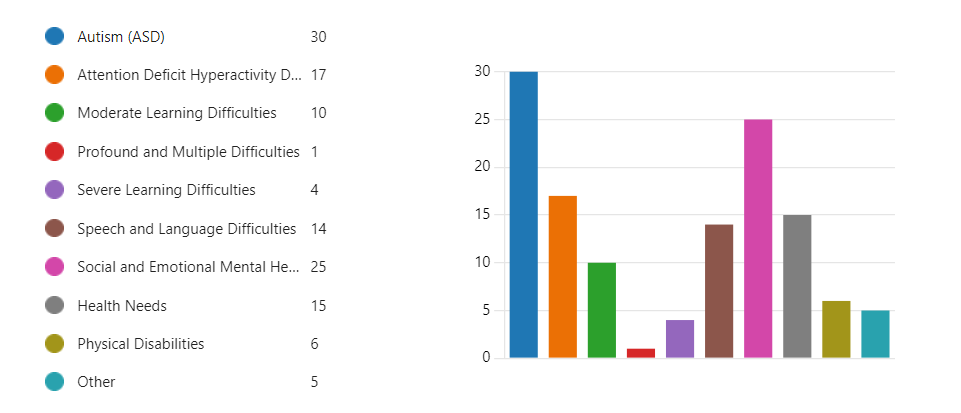 Autism (ASD) 30
Attention Deficit Hyperactivity D... 17
Moderate Learning Difficulties 10
Profound and Multiple Difficulties 1
Severe Learning Difficulties 4
Speech and Language Difficulties 14
Social and Emotional Mental He... 25
Health Needs 15
Physical Disabilities 6
Other 5
30
25
20
15
10
5
0